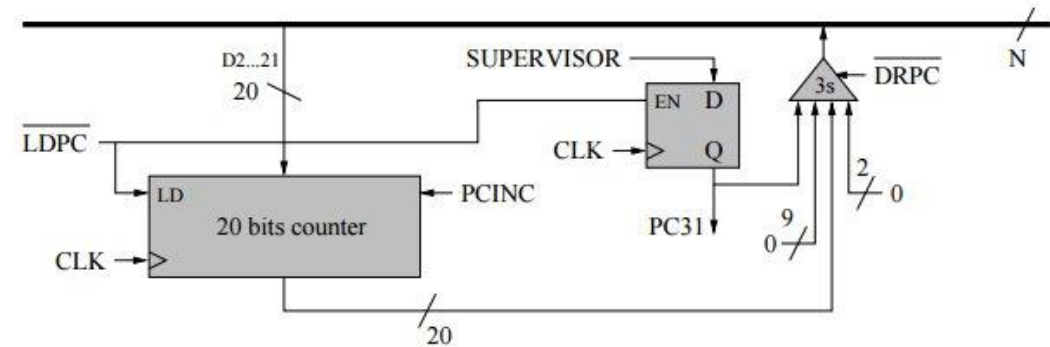 D2...21
20
SUPERVISOR
N
3s
DRPC
EN D
LDPC
CLK
Q
2
0
LD
PCINC
9
0
20 bits counter
PC31
CLK
20